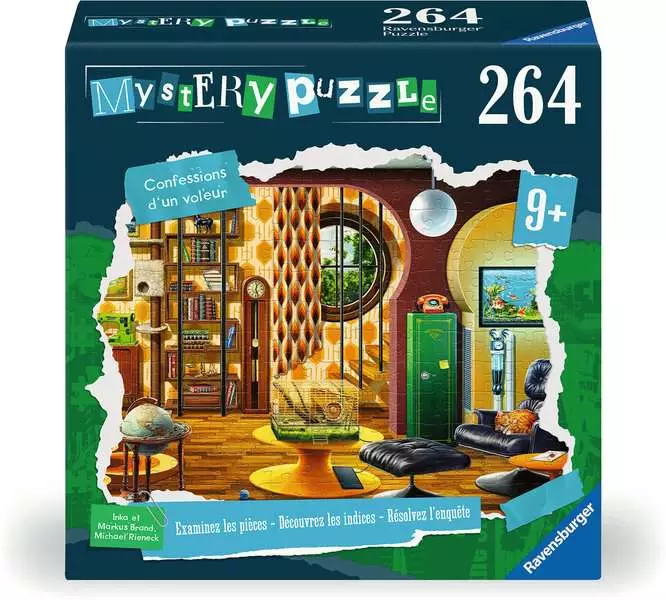 264
Ravensburger
Puzzle
Ravensburger
MYStERY PUZZLe
264
Confessions
d'un voleur
9+
Inka et
Markus Brand,
Michael Rieneck
Examinez les pièces - Découvrez les indices - Résolvez l'enquête
Ravensburger